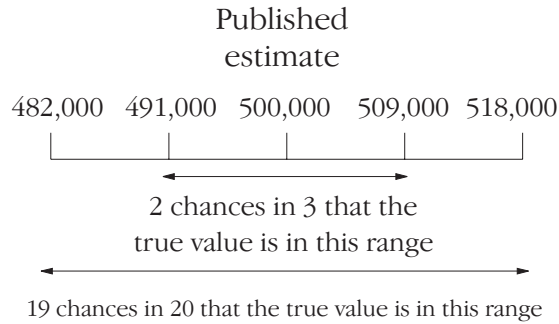 Published
estimate
482,000 491,000 500,000 509,000 518,000
2 chances in 3 that the
true value is in this range
19 chances in 20 that the true value is in this range